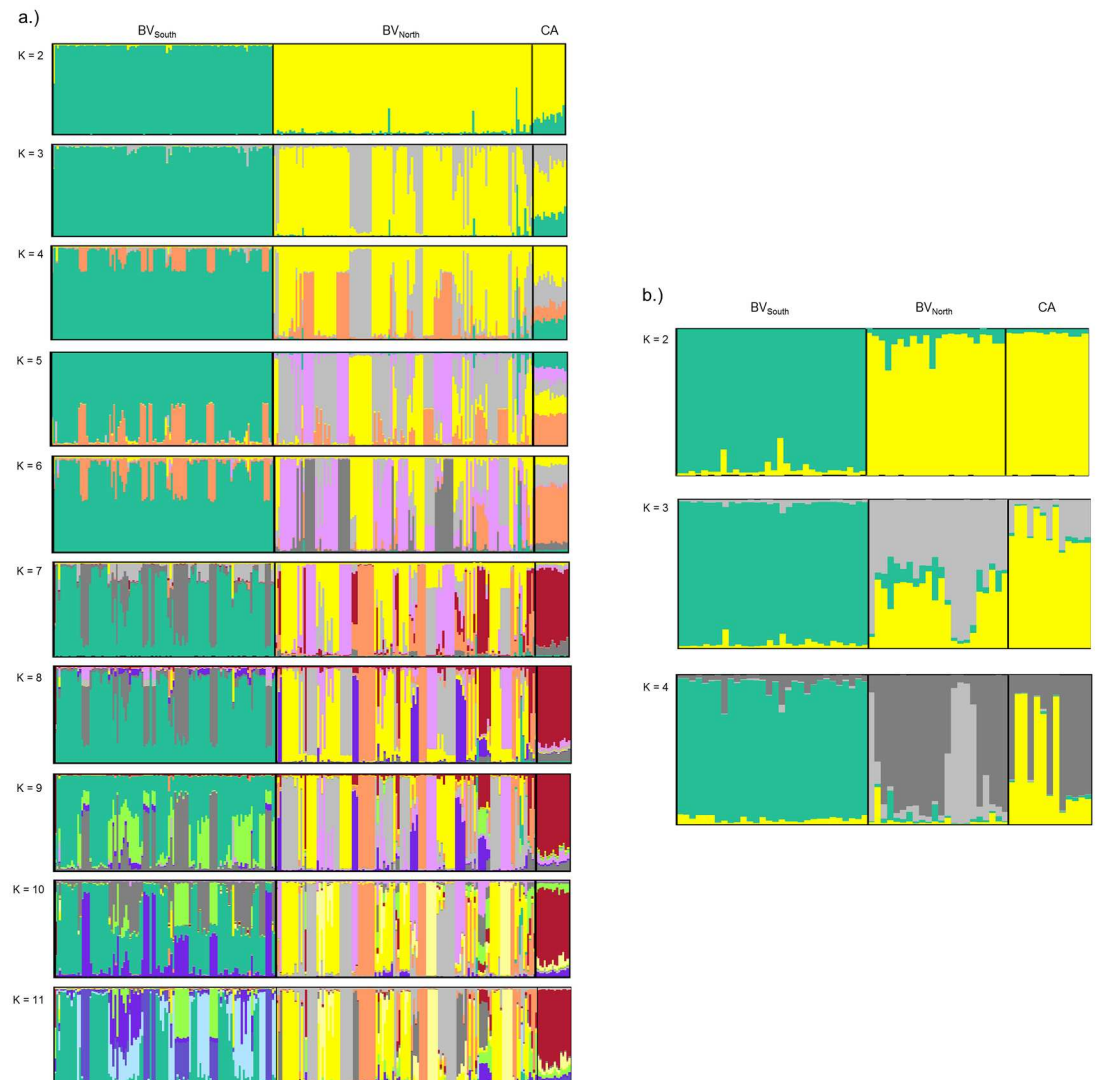 a.)
BVSouth BVNorth CA
K = 2
K = 3
K = 4
K = 5
K = 6
K = 7
K = 8
K = 9
K = 10
K = 11
b.)
BVSouth BVNorth CA
K = 2
K = 3
K = 4